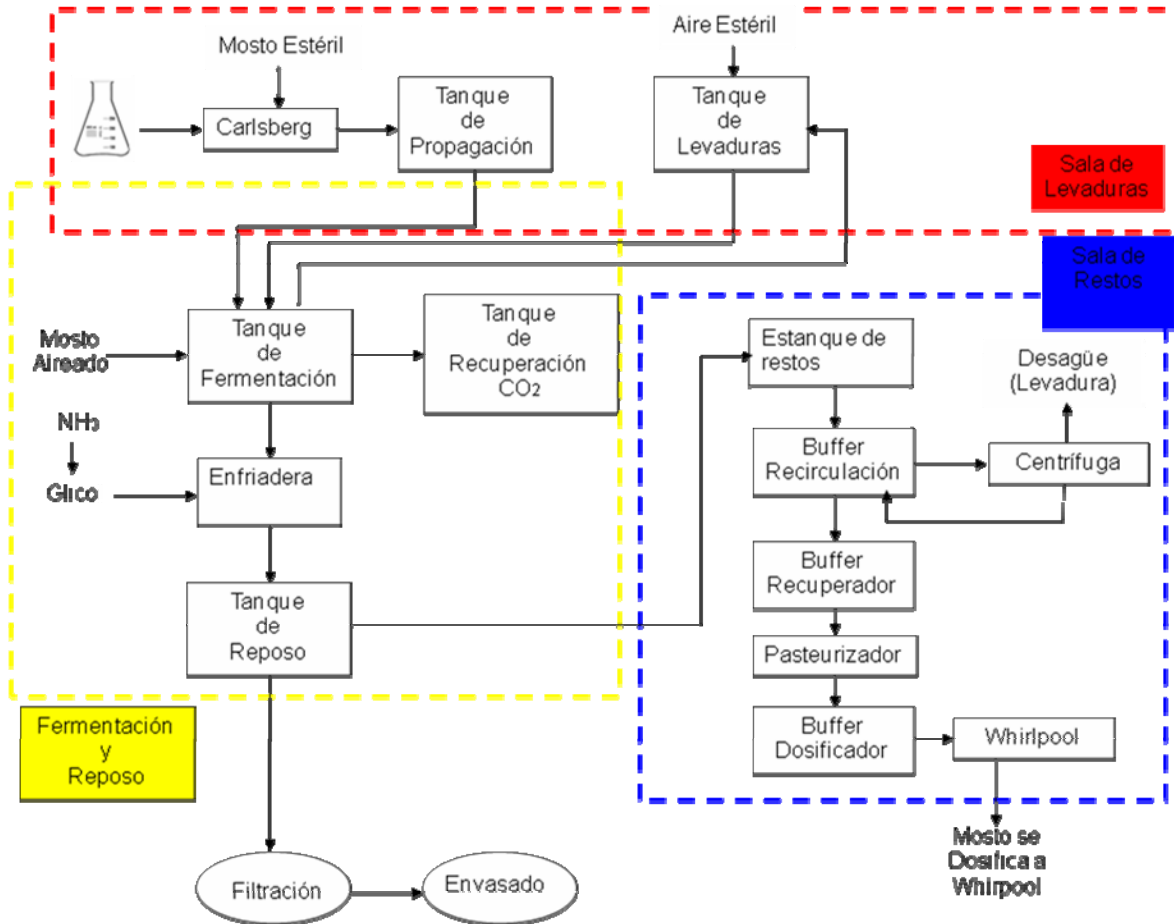 Aire Estéril
Mosto Estéril
Carlsberg
Tanque
de
Propagación
Tanque
de
Levaduras
Sala de
Levaduras
Sala de
Restos
Mosto
Aireado
Tanque
de
Fermentación
Tanque
de
Recuperación
CO2
NH3
Glico
Enfriadera
Tanque
de
Reposo
Fermentación
y
Reposo
Estanque de
restos
Desagüe
(Levadura)
Buffer
Recirculación
Centrífuga
Buffer
Recuperador
Pasteurizador
Buffer
Dosificador
Whirlpool
Mosto se
Dosifica a
Whirpool
Filtración
Envasado